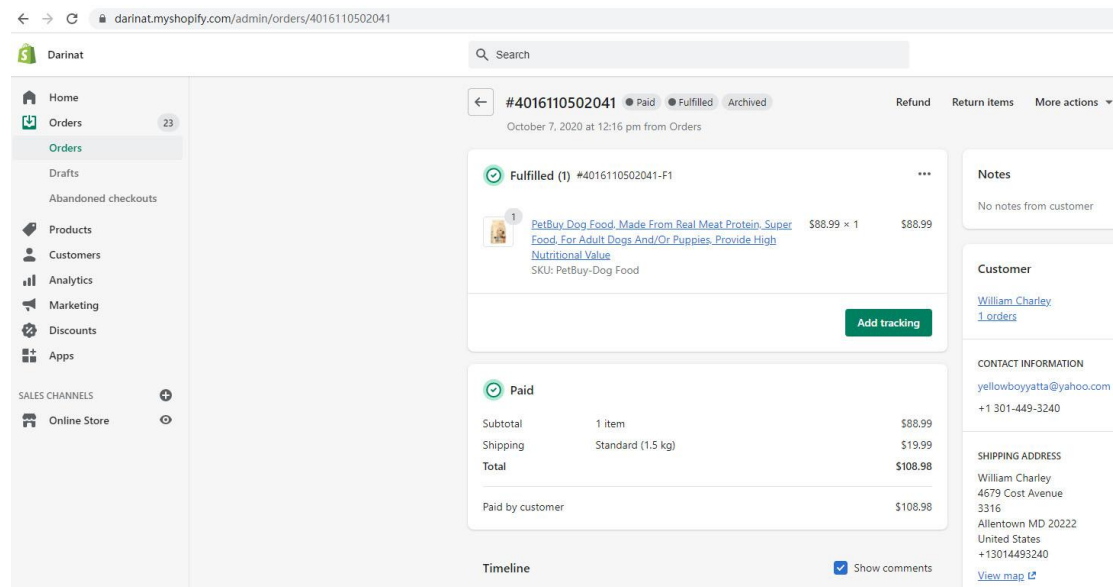 darinat.myshopify.com/admin/orders/4016110502041
Darinat
Search
Home
Orders 23
Orders
Drafts
Abandoned checkouts
Products
Customers
Analytics
Marketing
Discounts
Apps
SALES CHANNELS
Online Store
#4016110502041 Paid Fulfilled Archived
Refund Return items More actions
October 7, 2020 at 12:16 pm from Orders
Fulfilled (1) #4016110502041-F1
1
PetBuy Dog Food, Made From Real Meat Protein, Super $88.99 × 1 $88.99
Food, For Adult Dogs And/Or Puppies, Provide High
Nutritional Value
SKU: PetBuy-Dog Food
Add tracking
Paid
Subtotal 1 item $88.99
Shipping Standard (1.5 kg) $19.99
Total $108.98
Paid by customer $108.98
Timeline Show comments
Notes
No notes from customer
Customer
William Charley
1 orders
CONTACT INFORMATION
yellowboyyatta@yahoo.com
+1 301-449-3240
SHIPPING ADDRESS
William Charley
4679 Cost Avenue
3316
Allentown MD 20222
United States
+13014493240
View map